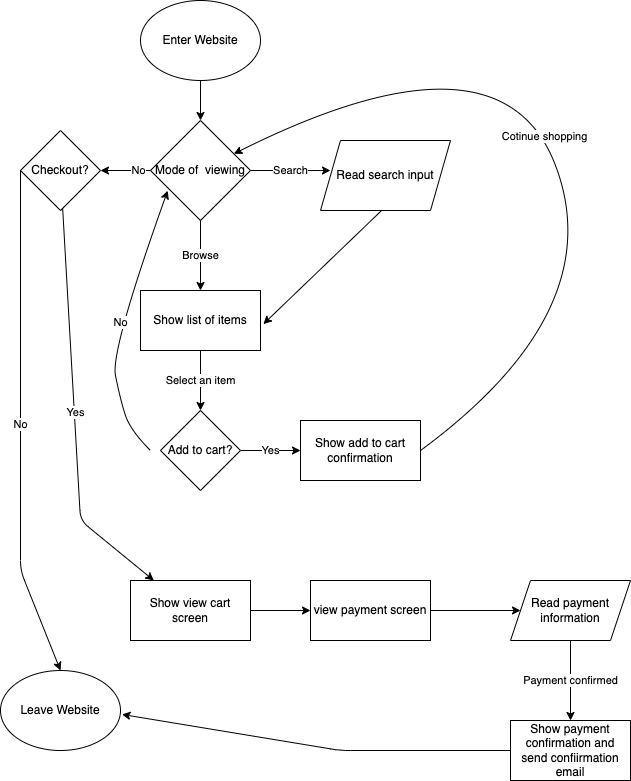 Enter Website
Cotinue shopping
Checkout?
No
Mode of viewing
Search
Read search input
Browse
Show list of items
No
Select an item
No
Yes
Add to cart?
Yes
Show add to cart
confirmation
Show view cart
screen
view payment screen
Read payment
information
Payment confirmed
Leave Website
Show payment
confirmation and
send confiirmation
email